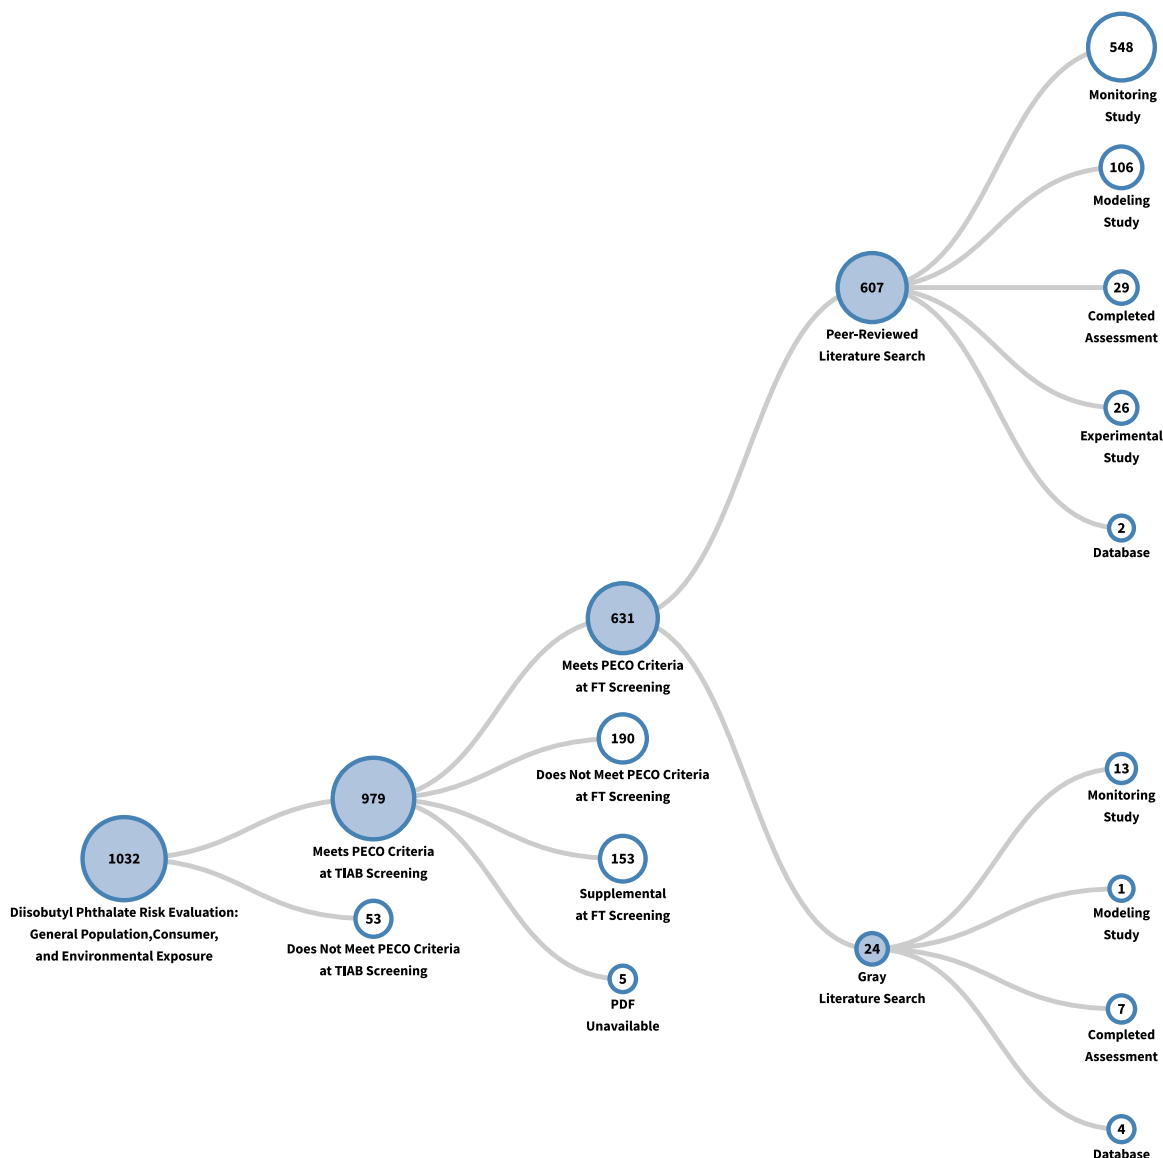 548
Monitoring
Study
106
Modeling
Study
29
Completed
Assessment
26
Experimental
Study
2
Database
607
Peer-Reviewed
Literature Search
631
Meets PECO Criteria
at FT Screening
190
Does Not Meet PECO Criteria
at FT Screening
153
Supplemental
at FT Screening
5
PDF
Unavailable
979
Meets PECO Criteria
at TIAB Screening
53
Does Not Meet PECO Criteria
at TIAB Screening
1032
Diisobutyl Phthalate Risk Evaluation:
General Population,Consumer,
and Environmental Exposure
24
Gray
Literature Search
13
Monitoring
Study
1
Modeling
Study
7
Completed
Assessment
4
Database